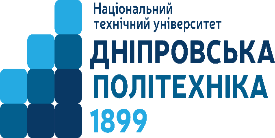 Національний
технічний університет
ДНІПРОВСЬКА
ПОЛІТЕХНІКА
1899